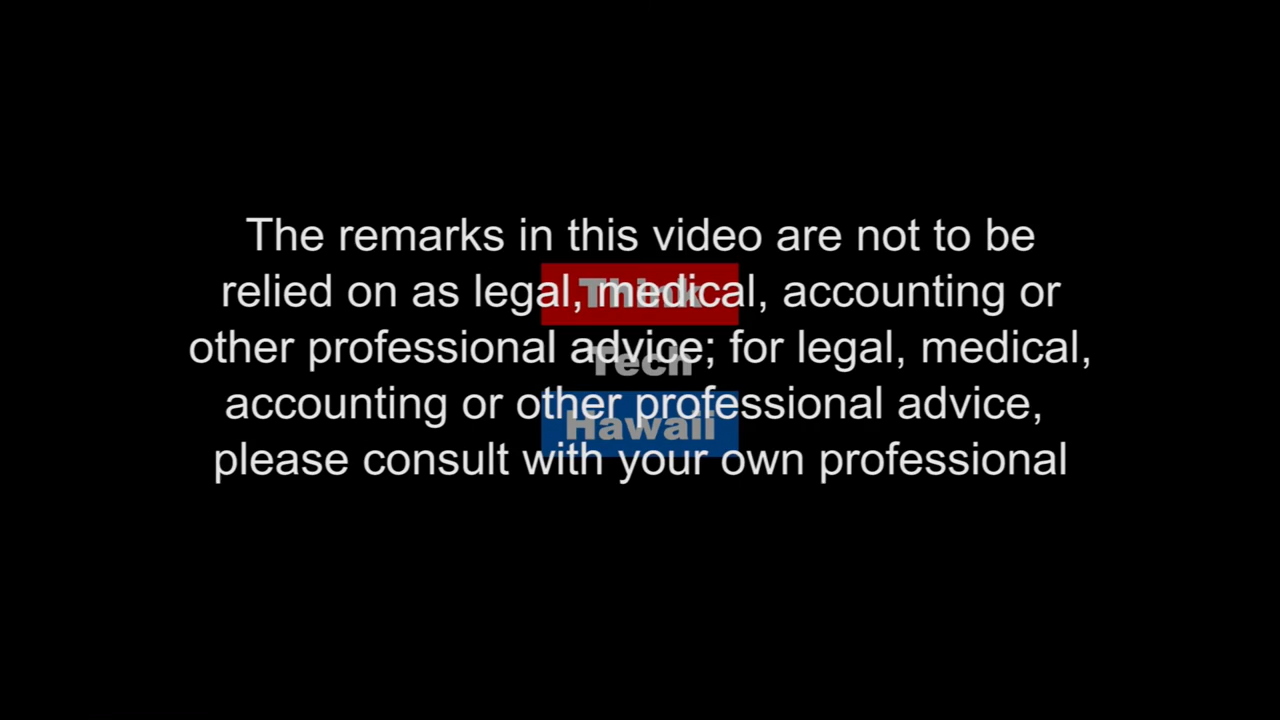 The remarks in this video are not to be
relied on as legal, medical, accounting or
other professional advice; for legal, medical,
accounting or other professional advice,
please consult with your own professional
Think
Tech
Hawaii